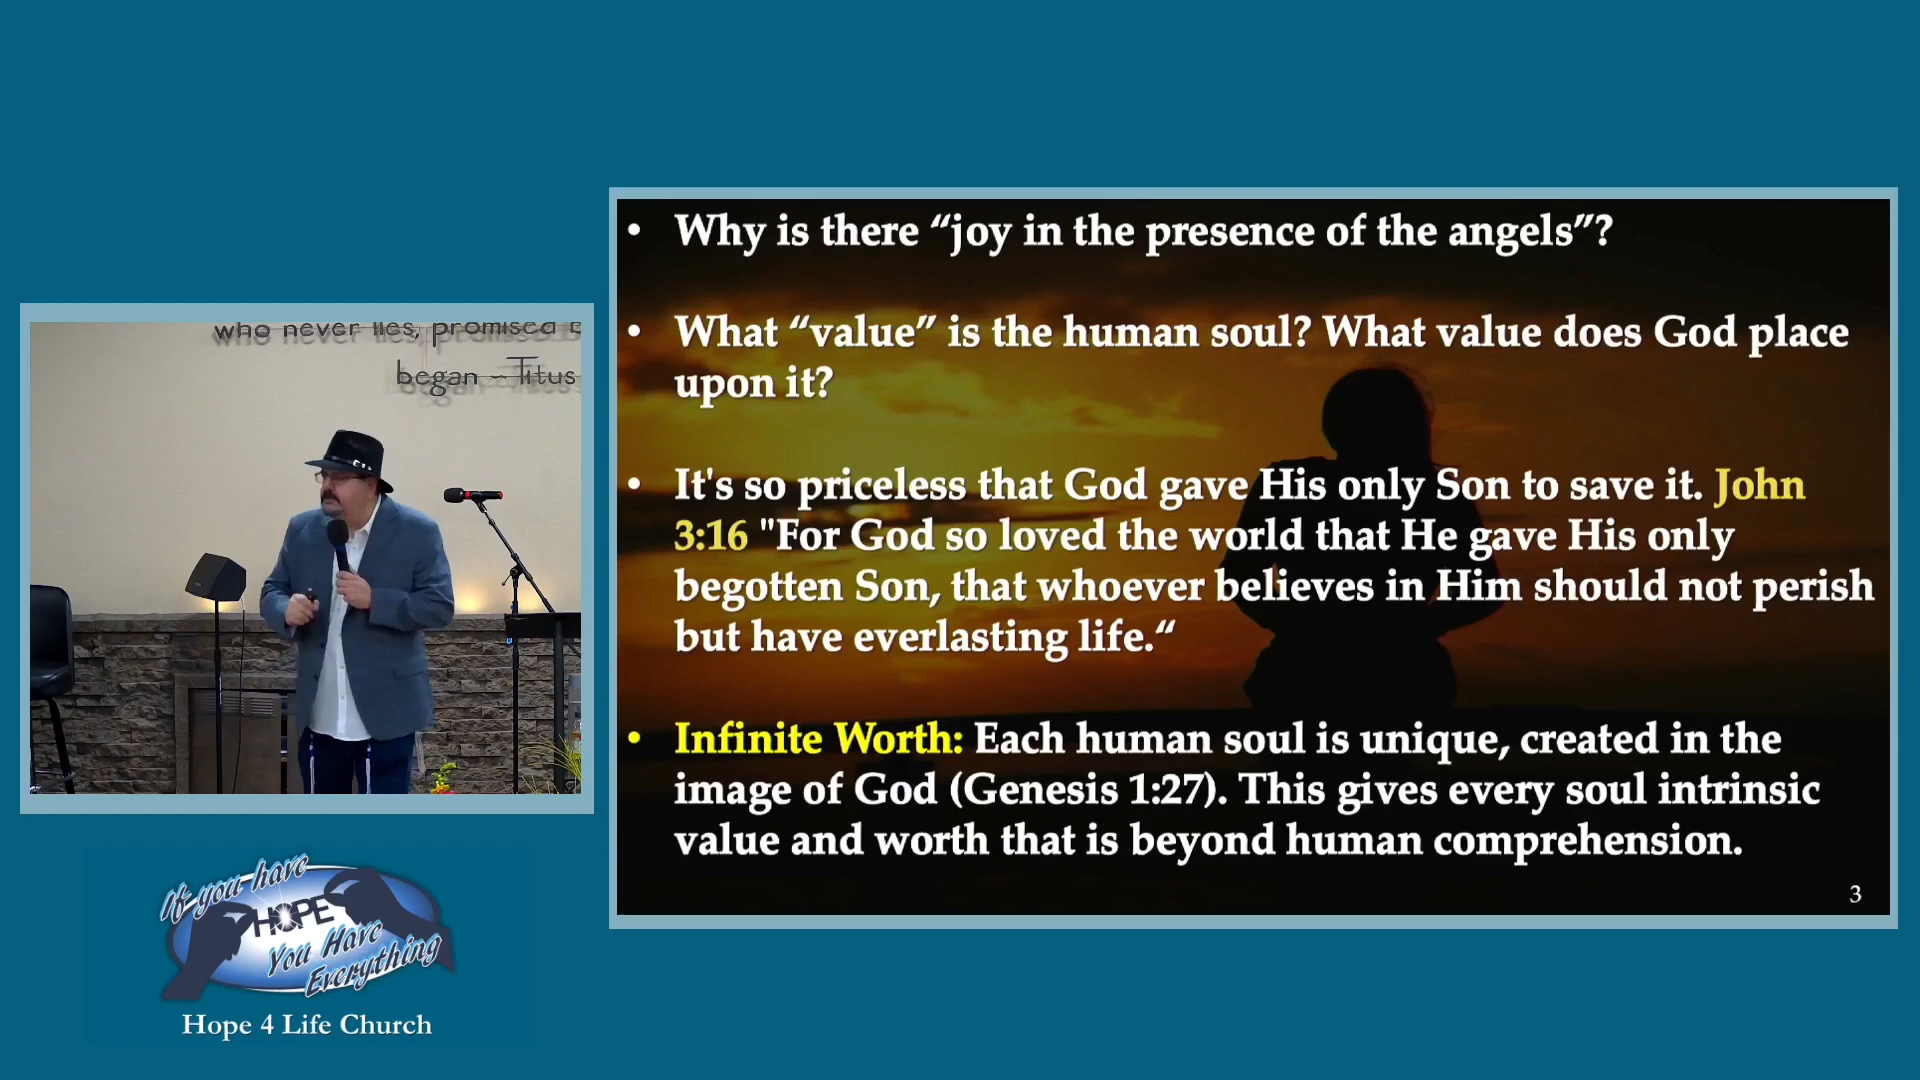 who never lies, promised
began ~ Titus
• Why is there “joy in the presence of the angels”?
• What “value” is the human soul? What value does God place
upon it?
• It's so priceless that God gave His only Son to save it. John
3:16 "For God so loved the world that He gave His only
begotten Son, that whoever believes in Him should not perish
but have everlasting life.“
• Infinite Worth: Each human soul is unique, created in the
image of God (Genesis 1:27). This gives every soul intrinsic
value and worth that is beyond human comprehension.
3
If you have
HOPE
You Have
Everything
Hope 4 Life Church